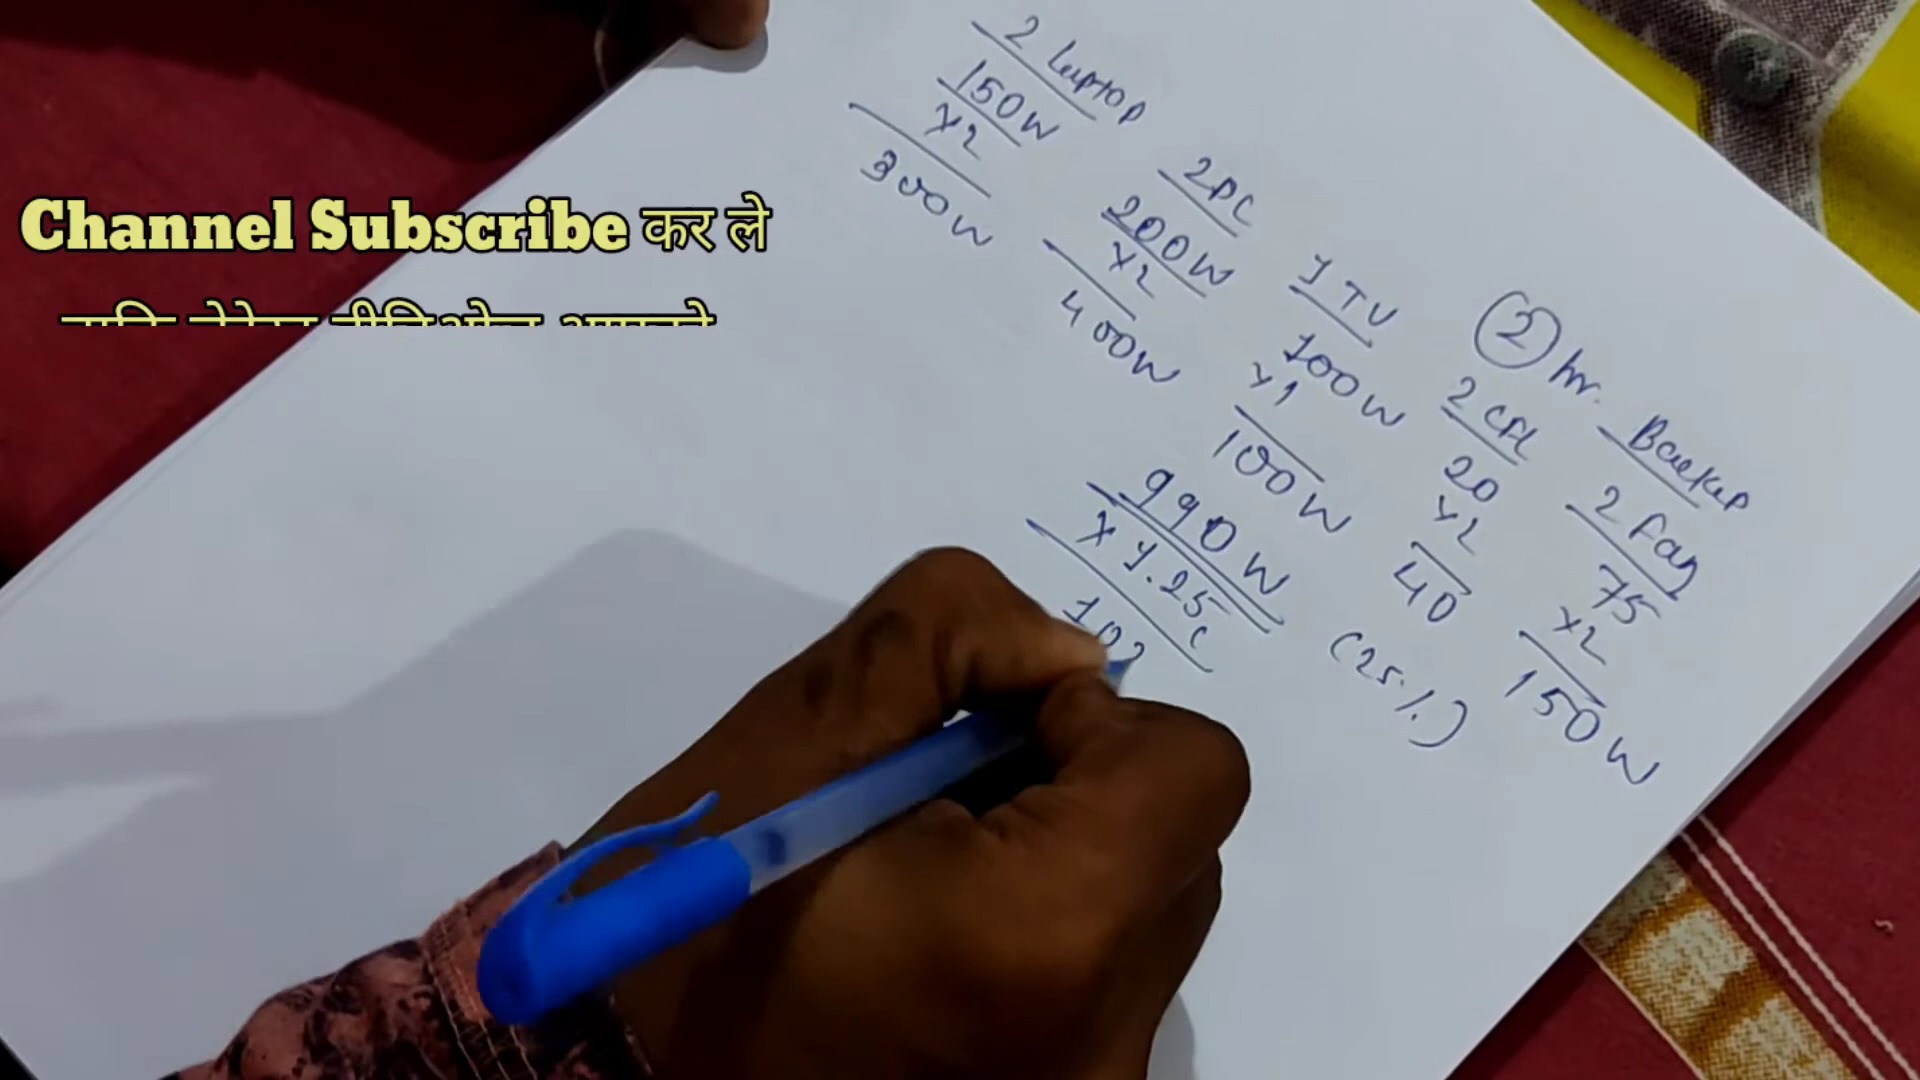 Channel Subscribe कर ले
2 Laptop
150W
x2
300W
2PC
200W
x2
400W
1 TV
100W
x1
100W
2 hr. Backup
2 CFL
20
x2
40
2 Fan
75
x2
150W
990W
x 1.25
(25%)